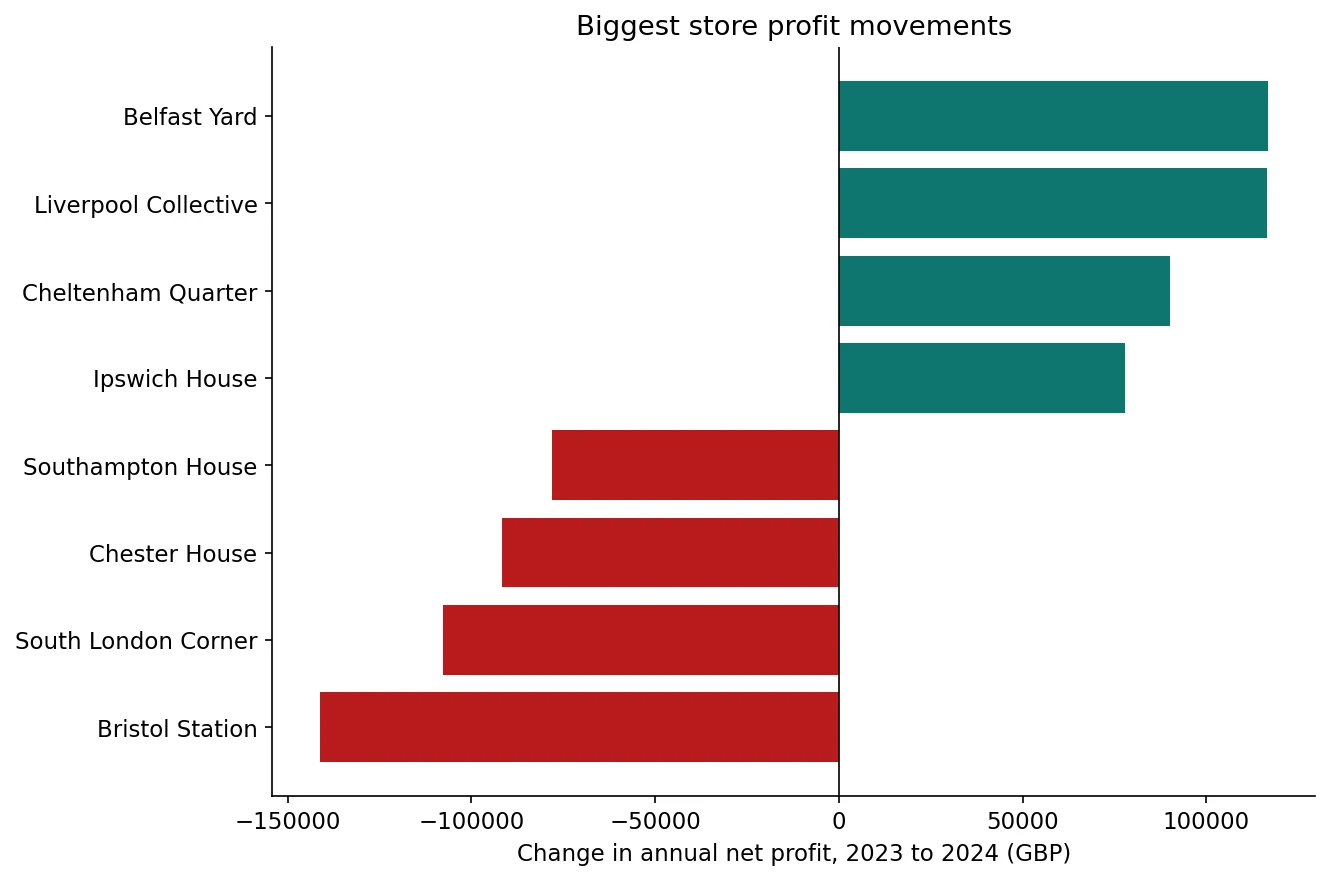 Biggest store profit movements
Belfast Yard
Liverpool Collective
Cheltenham Quarter
Ipswich House
Southampton House
Chester House
South London Corner
Bristol Station
−150000 −100000 −50000 0 50000 100000
Change in annual net profit, 2023 to 2024 (GBP)